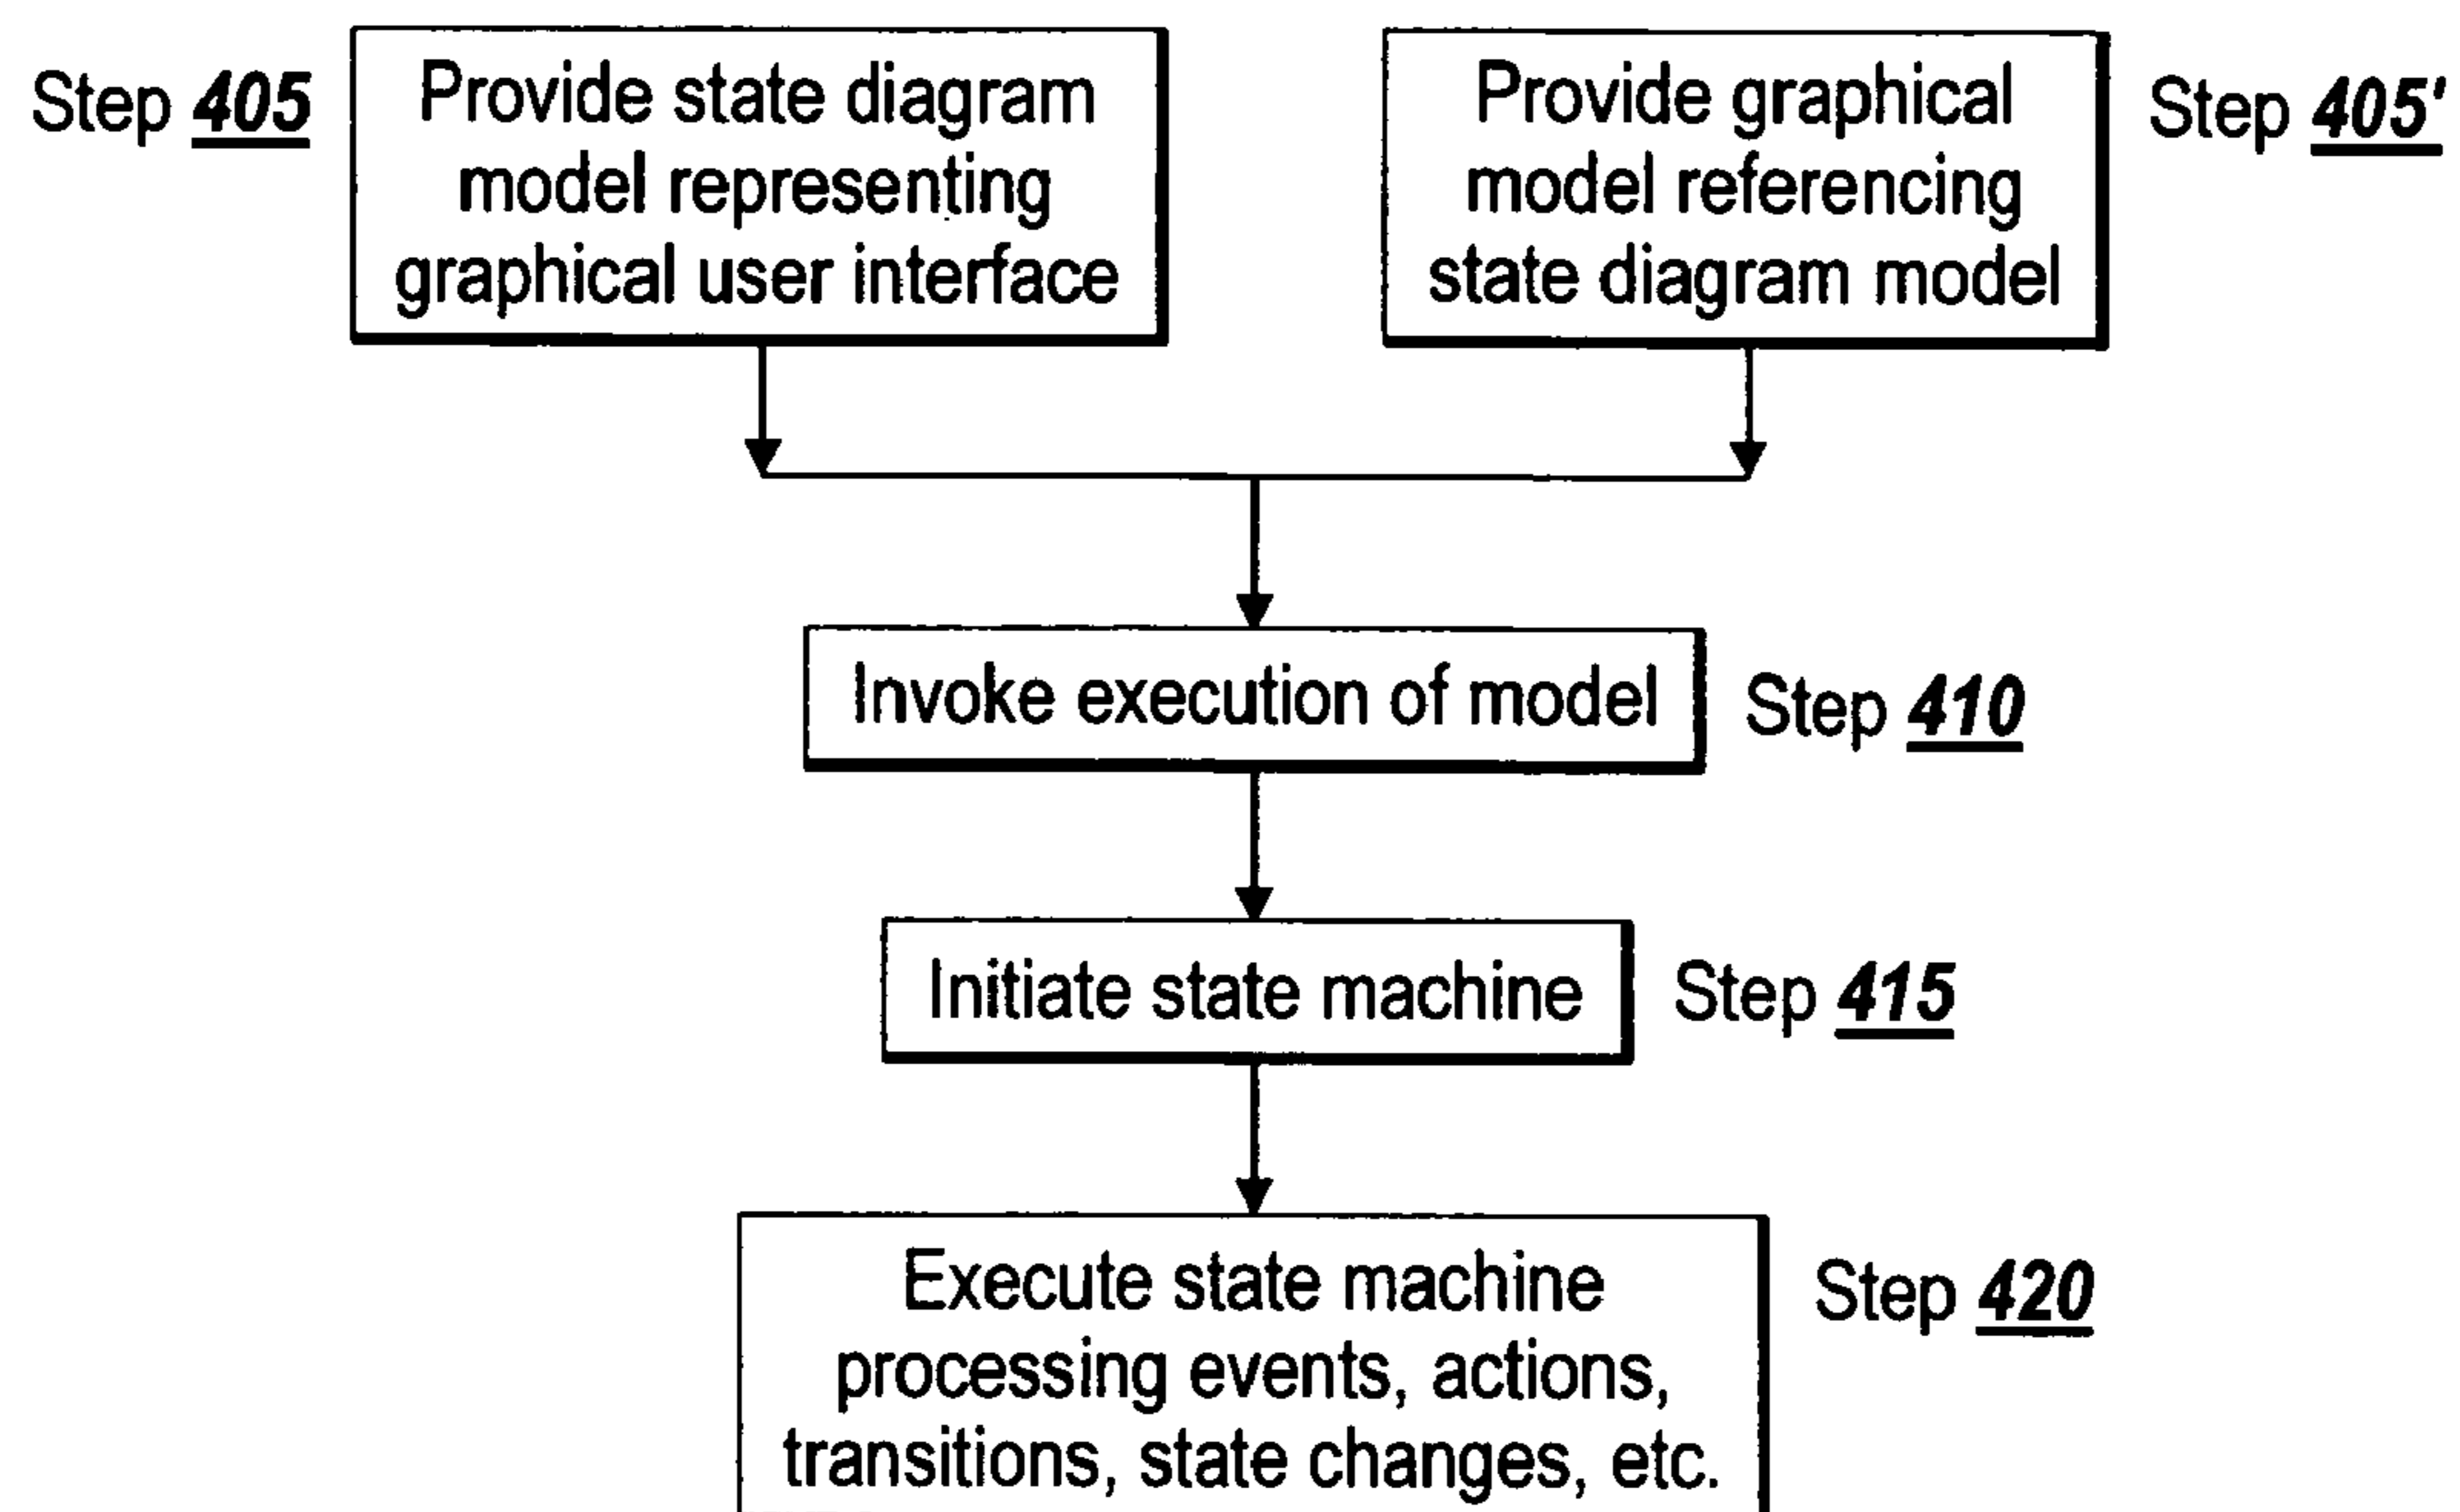 Step 405
Provide state diagram
model representing
graphical user interface
Provide graphical
model referencing
state diagram model
Step 405'
Invoke execution of model
Step 410
Initiate state machine
Step 415
Execute state machine
processing events, actions,
transitions, state changes, etc.
Step 420